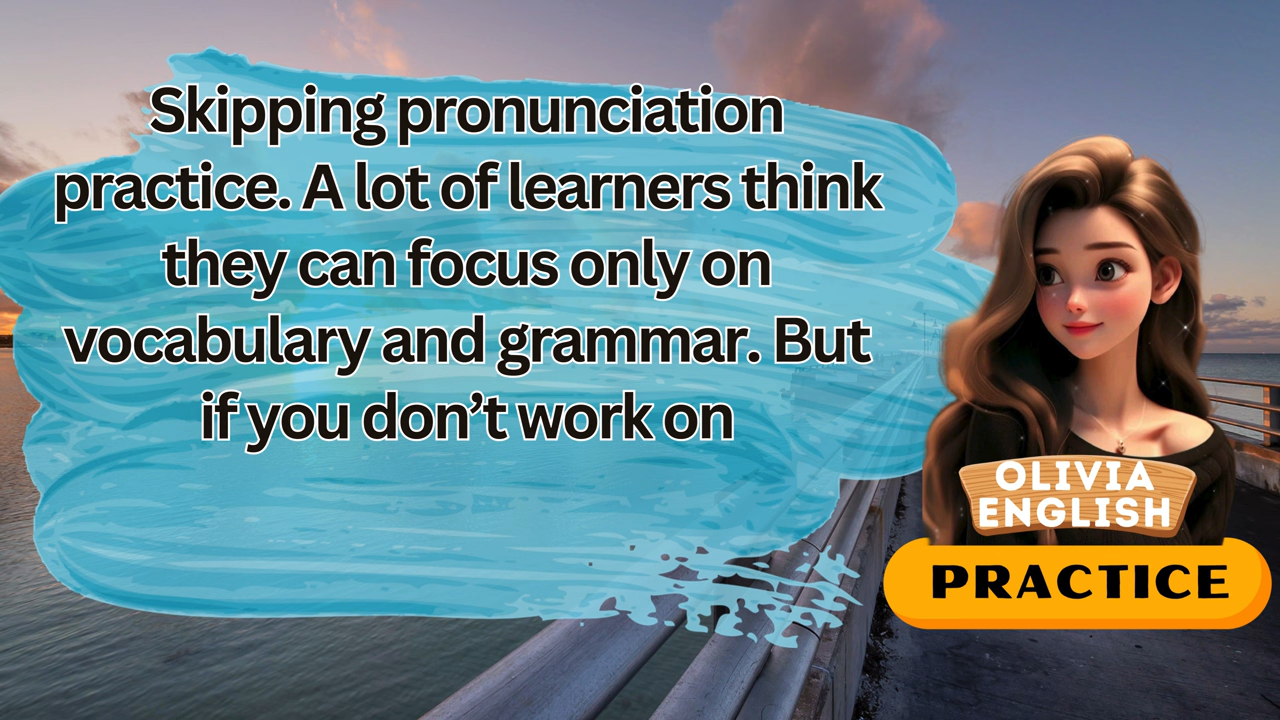 Skipping pronunciation
practice. A lot of learners think
they can focus only on
vocabulary and grammar. But
if you don’t work on
OLIVIA
ENGLISH
PRACTICE